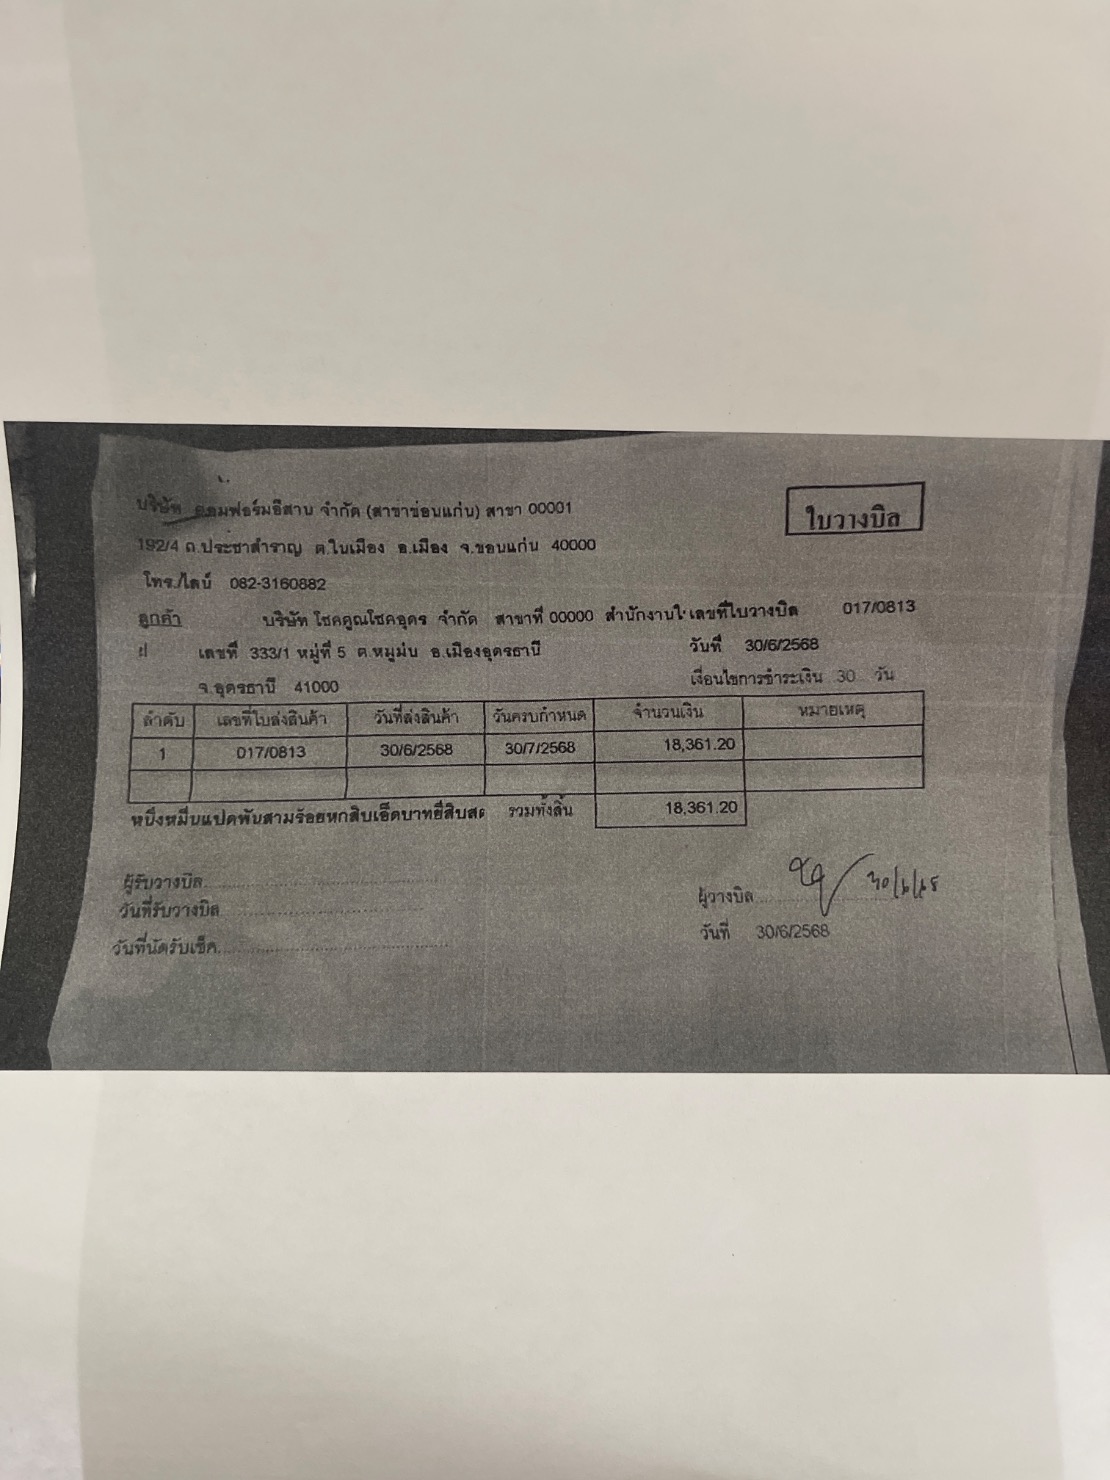 บริษัท คอมฟอร์มอีสาน จำกัด (สาขาขอนแก่น) สาขา 00001
ใบวางบิล
192/4 ถ.ประชาสำราญ ต.ในเมือง อ.เมือง จ.ขอนแก่น 40000
โทร./ไลน์ 082-3160882
ลูกค้า บริษัท โชคคูณโชคอุดร จำกัด สาขาที่ 00000 สำนักงานใ เลขที่ใบวางบิล 017/0813
เลขที่ 333/1 หมู่ที่ 5 ต.หมูม่น อ.เมืองอุดรธานี วันที่ 30/6/2568
จ.อุดรธานี 41000 เงื่อนไขการชำระเงิน 30 วัน
ลำดับ เลขที่ใบส่งสินค้า วันที่ส่งสินค้า วันครบกำหนด จำนวนเงิน หมายเหตุ
1 017/0813 30/6/2568 30/7/2568 18,361.20
หนึ่งหมื่นแปดพันสามร้อยหกสิบเอ็ดบาทยี่สิบสต รวมทั้งสิ้น 18,361.20
ผู้รับวางบิล
วันที่รับวางบิล
วันที่นัดรับเช็ค
ผู้วางบิล 30/6/68
วันที่ 30/6/2568